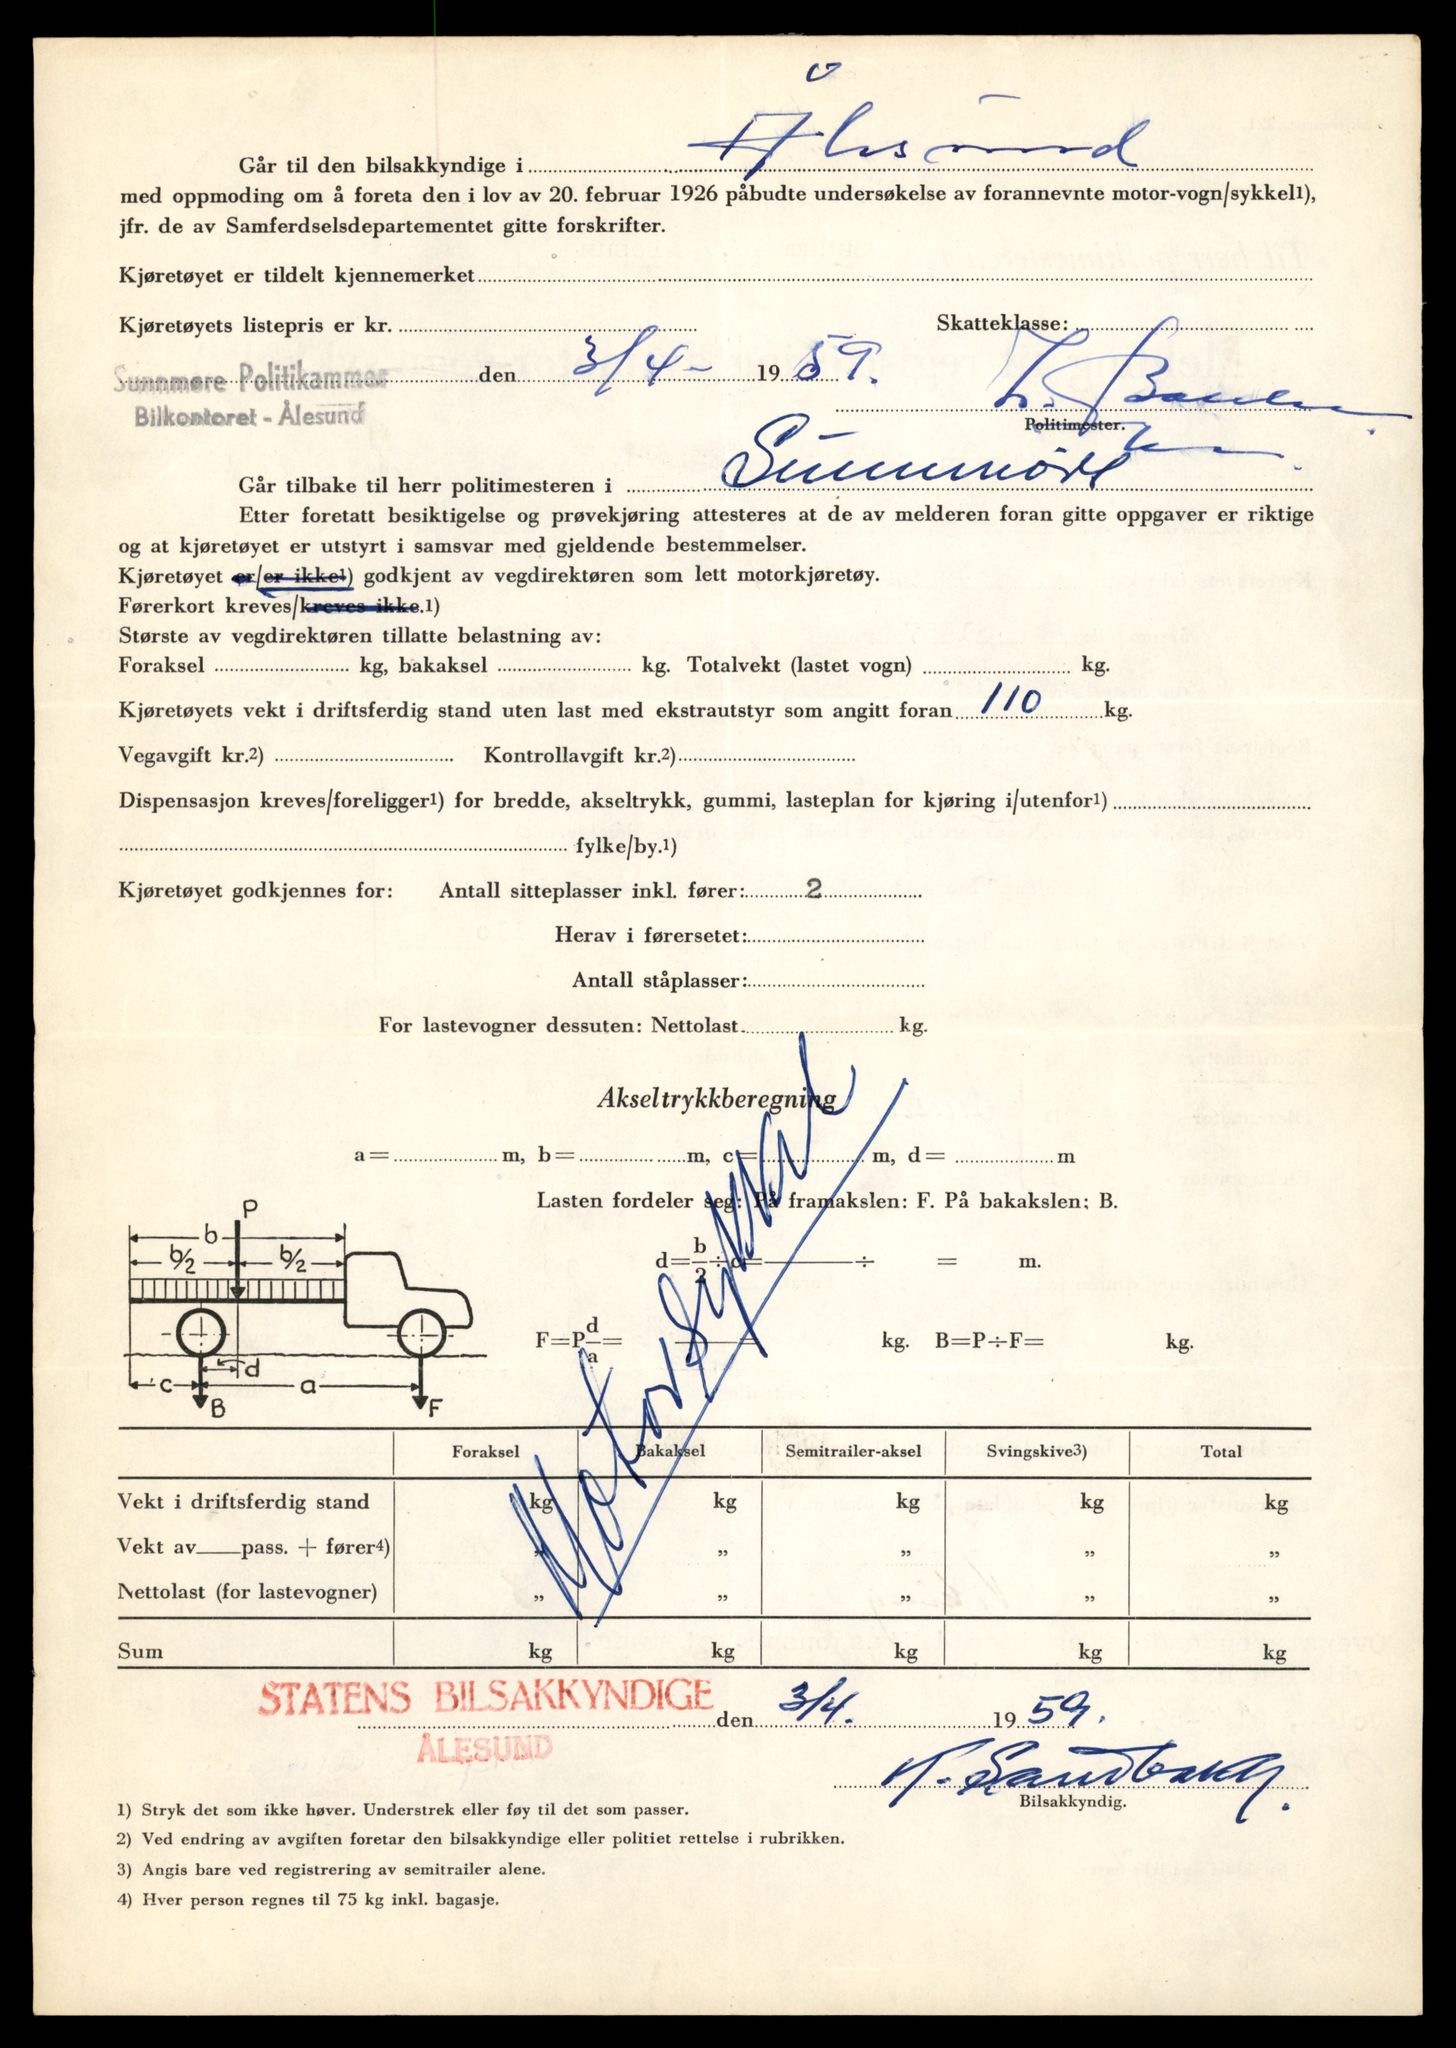 Går til den bilsakkyndige i Ålesund
med oppmoding om å foreta den i lov av 20. februar 1926 påbudte undersøkelse av forannevnte motor-vogn/sykkel1),
jfr. de av Samferdselsdepartementet gitte forskrifter.
Kjøretøyet er tildelt kjennemerket
Kjøretøyets listepris er kr. Skatteklasse:
Sunnmøre Politikammer den 3/4 - 19 59.
Bilkontoret - Ålesund
Politimester.
Går tilbake til herr politimesteren i Sunnmøre
Etter foretatt besiktigelse og prøvekjøring attesteres at de av melderen foran gitte oppgaver er riktige
og at kjøretøyet er utstyrt i samsvar med gjeldende bestemmelser.
Kjøretøyet er/er ikke1) godkjent av vegdirektøren som lett motorkjøretøy.
Førerkort kreves/kreves ikke.1)
Største av vegdirektøren tillatte belastning av:
Foraksel kg, bakaksel kg. Totalvekt (lastet vogn) kg.
Kjøretøyets vekt i driftsferdig stand uten last med ekstrautstyr som angitt foran 110 kg.
Vegavgift kr.2) Kontrollavgift kr.2)
Dispensasjon kreves/foreligger1) for bredde, akseltrykk, gummi, lasteplan for kjøring i/utenfor1)
fylke/by.1)
Kjøretøyet godkjennes for: Antall sitteplasser inkl. fører: 2
Herav i førersetet:
Antall ståplasser:
For lastevogner dessuten: Nettolast kg.
Akseltrykkberegning
a= m, b= m, c= m, d= m
Lasten fordeler seg: På framakslen: F. På bakakslen: B.
d=b/2÷c= ÷ = m.
F=P d/a= kg. B=P÷F= kg.
P
b
b/2 b/2
d
c a
B F
Motorsykkel
Foraksel Bakaksel Semitrailer-aksel Svingskive3) Total
Vekt i driftsferdig stand kg kg kg kg kg
Vekt av pass. + fører4) „ „ „ „ „
Nettolast (for lastevogner) „ „ „ „ „
Sum kg kg kg kg kg
STATENS BILSAKKYNDIGE den 3/4. 19 59.
ÅLESUND
K. Sandberg.
Bilsakkyndig.
1) Stryk det som ikke høver. Understrek eller føy til det som passer.
2) Ved endring av avgiften foretar den bilsakkyndige eller politiet rettelse i rubrikken.
3) Angis bare ved registrering av semitrailer alene.
4) Hver person regnes til 75 kg inkl. bagasje.